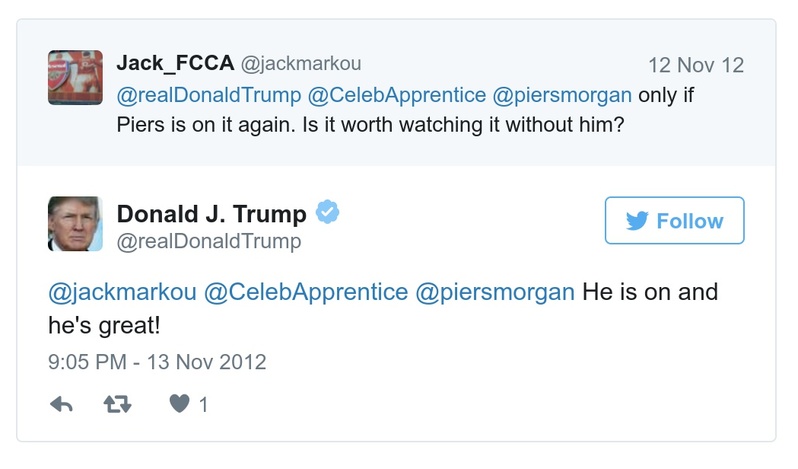 Jack_FCCA @jackmarkou 12 Nov 12
@realDonaldTrump @CelebApprentice @piersmorgan only if
Piers is on it again. Is it worth watching it without him?
Donald J. Trump
Follow
@realDonaldTrump
@jackmarkou @CelebApprentice @piersmorgan He is on and
he's great!
9:05 PM - 13 Nov 2012
1